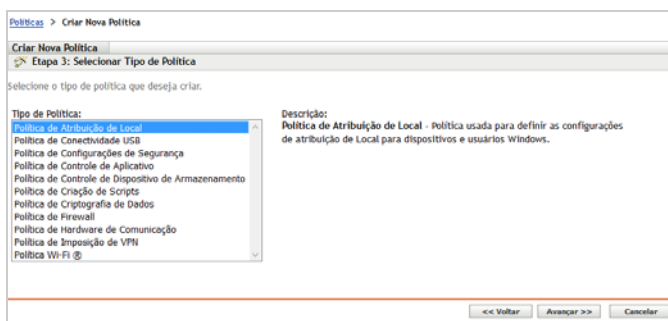 Políticas > Criar Nova Política
Criar Nova Política
Etapa 3: Selecionar Tipo de Política
Selecione o tipo de política que deseja criar.
Tipo de Política:
Política de Atribuição de Local
Política de Conectividade USB
Política de Configurações de Segurança
Política de Controle de Aplicativo
Política de Controle de Dispositivo de Armazenamento
Política de Criação de Scripts
Política de Criptografia de Dados
Política de Firewall
Política de Hardware de Comunicação
Política de Imposição de VPN
Política Wi-Fi ®
Descrição:
Política de Atribuição de Local - Política usada para definir as configurações
de atribuição de Local para dispositivos e usuários Windows.
<< Voltar Avançar >> Cancelar